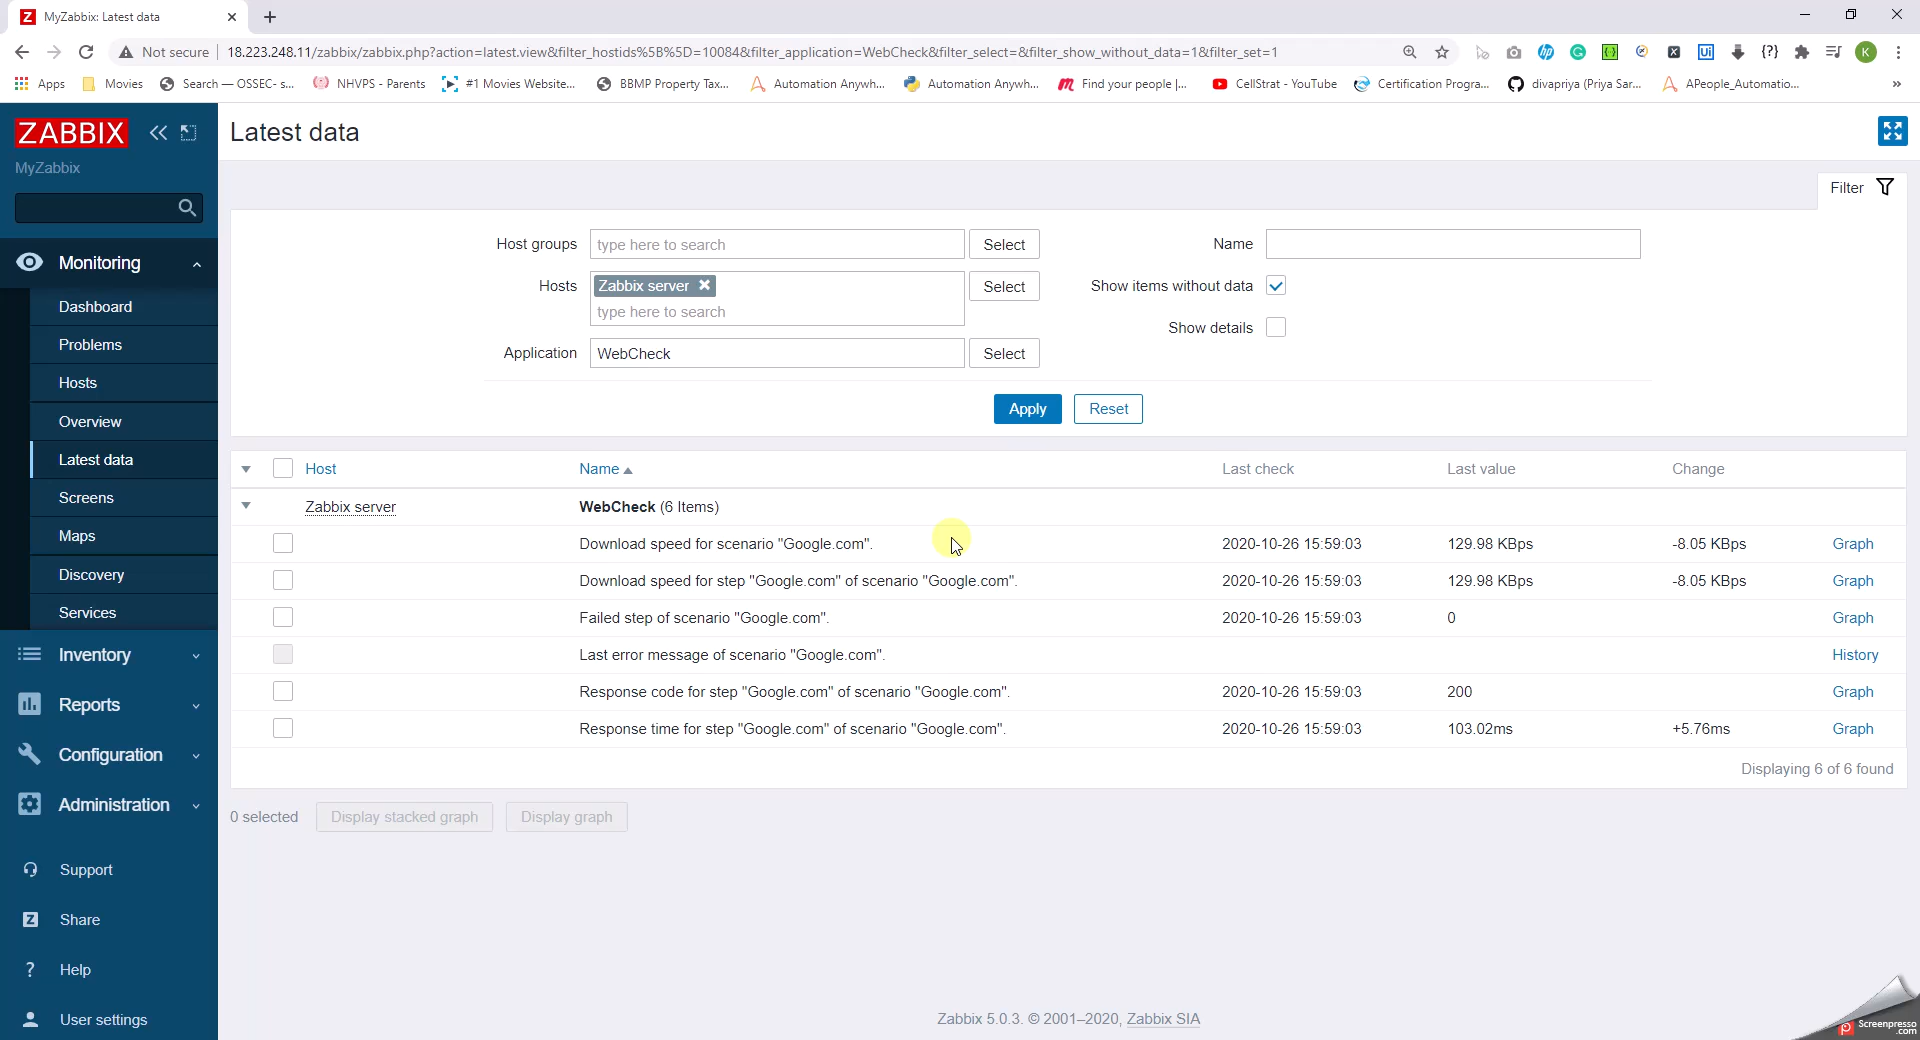 MyZabbix: Latest data
Not secure 18.223.248.11/zabbix/zabbix.php?action=latest.view&filter_hostids%5B%5D=10084&filter_application=WebCheck&filter_select=&filter_show_without_data=1&filter_set=1
K
Apps Movies Search — OSSEC- s... NHVPS - Parents #1 Movies Website... BBMP Property Tax... Automation Anywh... Automation Anywh... Find your people |... CellStrat - YouTube Certification Progra... divapriya (Priya Sar... APeople_Automatio... »
ZABBIX
MyZabbix
Latest data
Filter
Host groups type here to search Select
Name
Hosts Zabbix server
type here to search
Select
Show items without data
Show details
Application WebCheck Select
Apply Reset
Monitoring
Dashboard
Problems
Hosts
Overview
Latest data
Screens
Maps
Discovery
Services
Inventory
Reports
Configuration
Administration
Support
Share
Help
User settings
Host Name Last check Last value Change
Zabbix server WebCheck (6 Items)
Download speed for scenario "Google.com". 2020-10-26 15:59:03 129.98 KBps -8.05 KBps Graph
Download speed for step "Google.com" of scenario "Google.com". 2020-10-26 15:59:03 129.98 KBps -8.05 KBps Graph
Failed step of scenario "Google.com". 2020-10-26 15:59:03 0 Graph
Last error message of scenario "Google.com". History
Response code for step "Google.com" of scenario "Google.com". 2020-10-26 15:59:03 200 Graph
Response time for step "Google.com" of scenario "Google.com". 2020-10-26 15:59:03 103.02ms +5.76ms Graph
Displaying 6 of 6 found
0 selected Display stacked graph Display graph
Zabbix 5.0.3. © 2001–2020, Zabbix SIA
Screenpresso
.com